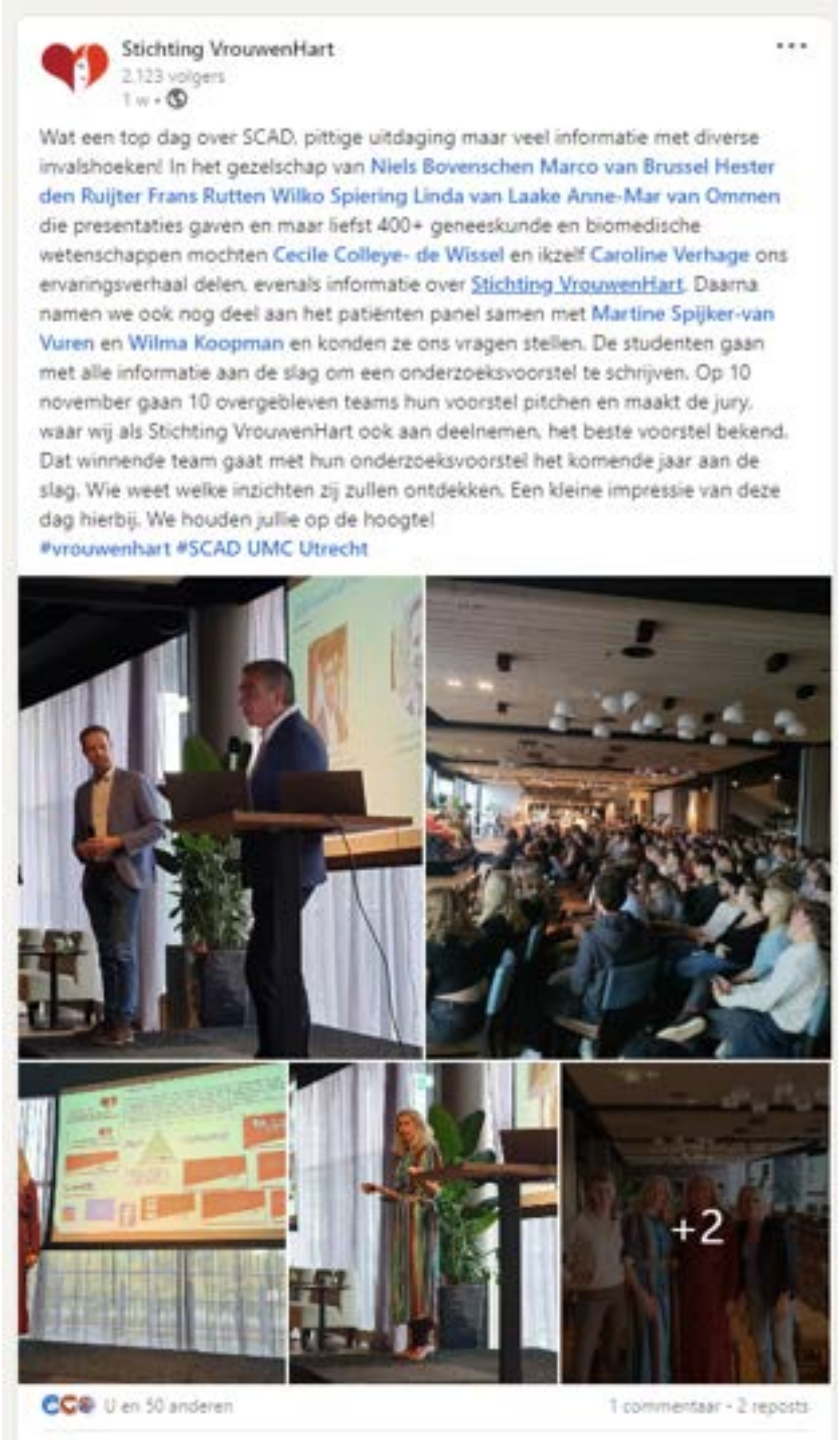 Stichting VrouwenHart
2.123 volgers
1 w •
Wat een top dag over SCAD, pittige uitdaging maar veel informatie met diverse
invalshoeken! In het gezelschap van Niels Bovenschen Marco van Brussel Hester
den Ruijter Frans Rutten Wilko Spiering Linda van Laake Anne-Mar van Ommen
die presentaties gaven en maar liefst 400+ geneeskunde en biomedische
wetenschappen mochten Cecile Colleye- de Wissel en ikzelf Caroline Verhage ons
ervaringsverhaal delen, evenals informatie over Stichting VrouwenHart. Daarna
namen we ook nog deel aan het patiënten panel samen met Martine Spijker-van
Vuren en Wilma Koopman en konden ze ons vragen stellen. De studenten gaan
met alle informatie aan de slag om een onderzoeksvoorstel te schrijven. Op 10
november gaan 10 overgebleven teams hun voorstel pitchen en maakt de jury,
waar wij als Stichting VrouwenHart ook aan deelnemen, het beste voorstel bekend.
Dat winnende team gaat met hun onderzoeksvoorstel het komende jaar aan de
slag. Wie weet welke inzichten zij zullen ontdekken. Een kleine impressie van deze
dag hierbij. We houden jullie op de hoogte!
#vrouwenhart #SCAD UMC Utrecht
+2
U en 50 anderen
1 commentaar • 2 reposts